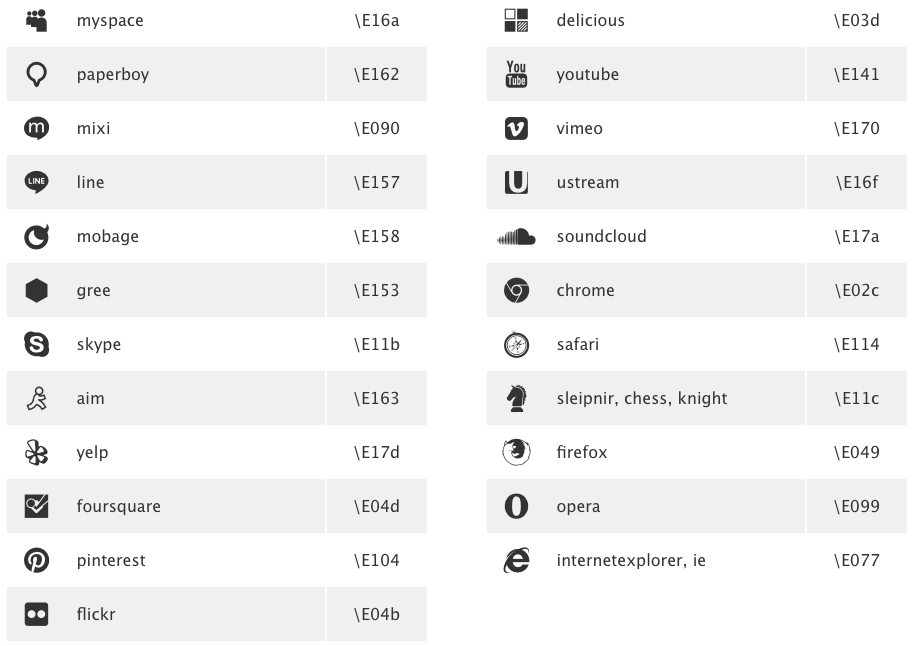 myspace \E16a
paperboy \E162
m mixi \E090
LINE line \E157
mobage \E158
gree \E153
S skype \E11b
aim \E163
yelp \E17d
foursquare \E04d
pinterest \E104
flickr \E04b
delicious \E03d
You
Tube youtube \E141
vimeo \E170
U ustream \E16f
soundcloud \E17a
chrome \E02c
safari \E114
sleipnir, chess, knight \E11c
firefox \E049
opera \E099
internetexplorer, ie \E077